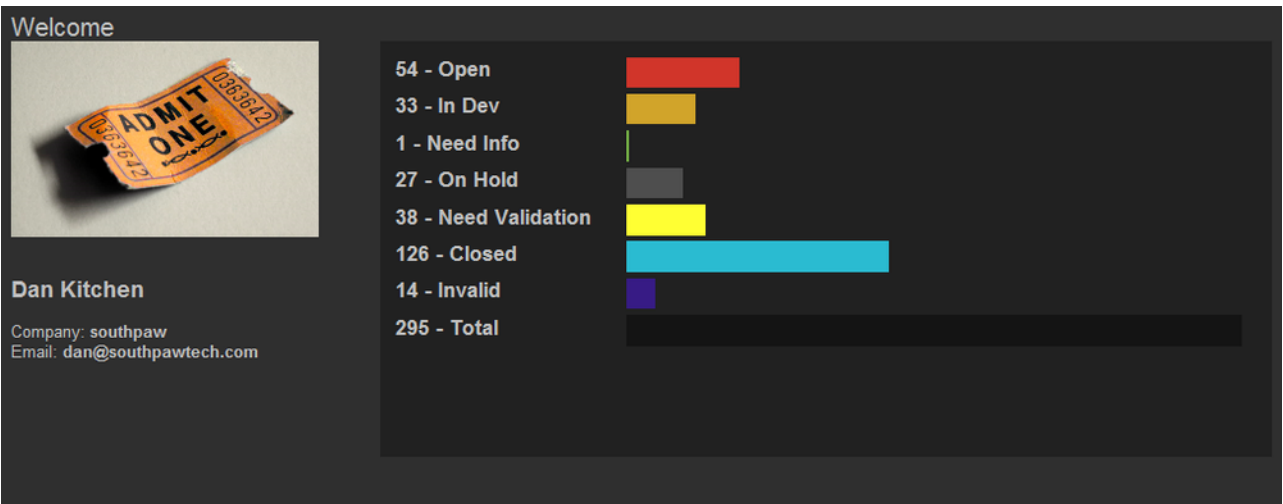 Welcome
ADMIT
ONE
0363642
0363642
Dan Kitchen
Company: southpaw
Email: dan@southpawtech.com
54 - Open
33 - In Dev
1 - Need Info
27 - On Hold
38 - Need Validation
126 - Closed
14 - Invalid
295 - Total